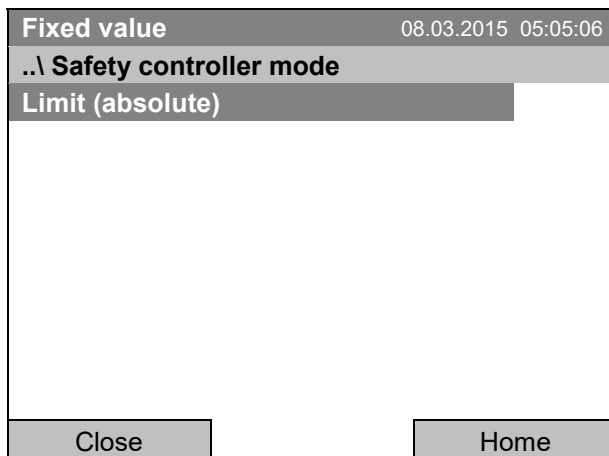 Fixed value 08.03.2015 05:05:06
..\ Safety controller mode
Limit (absolute)
Close Home